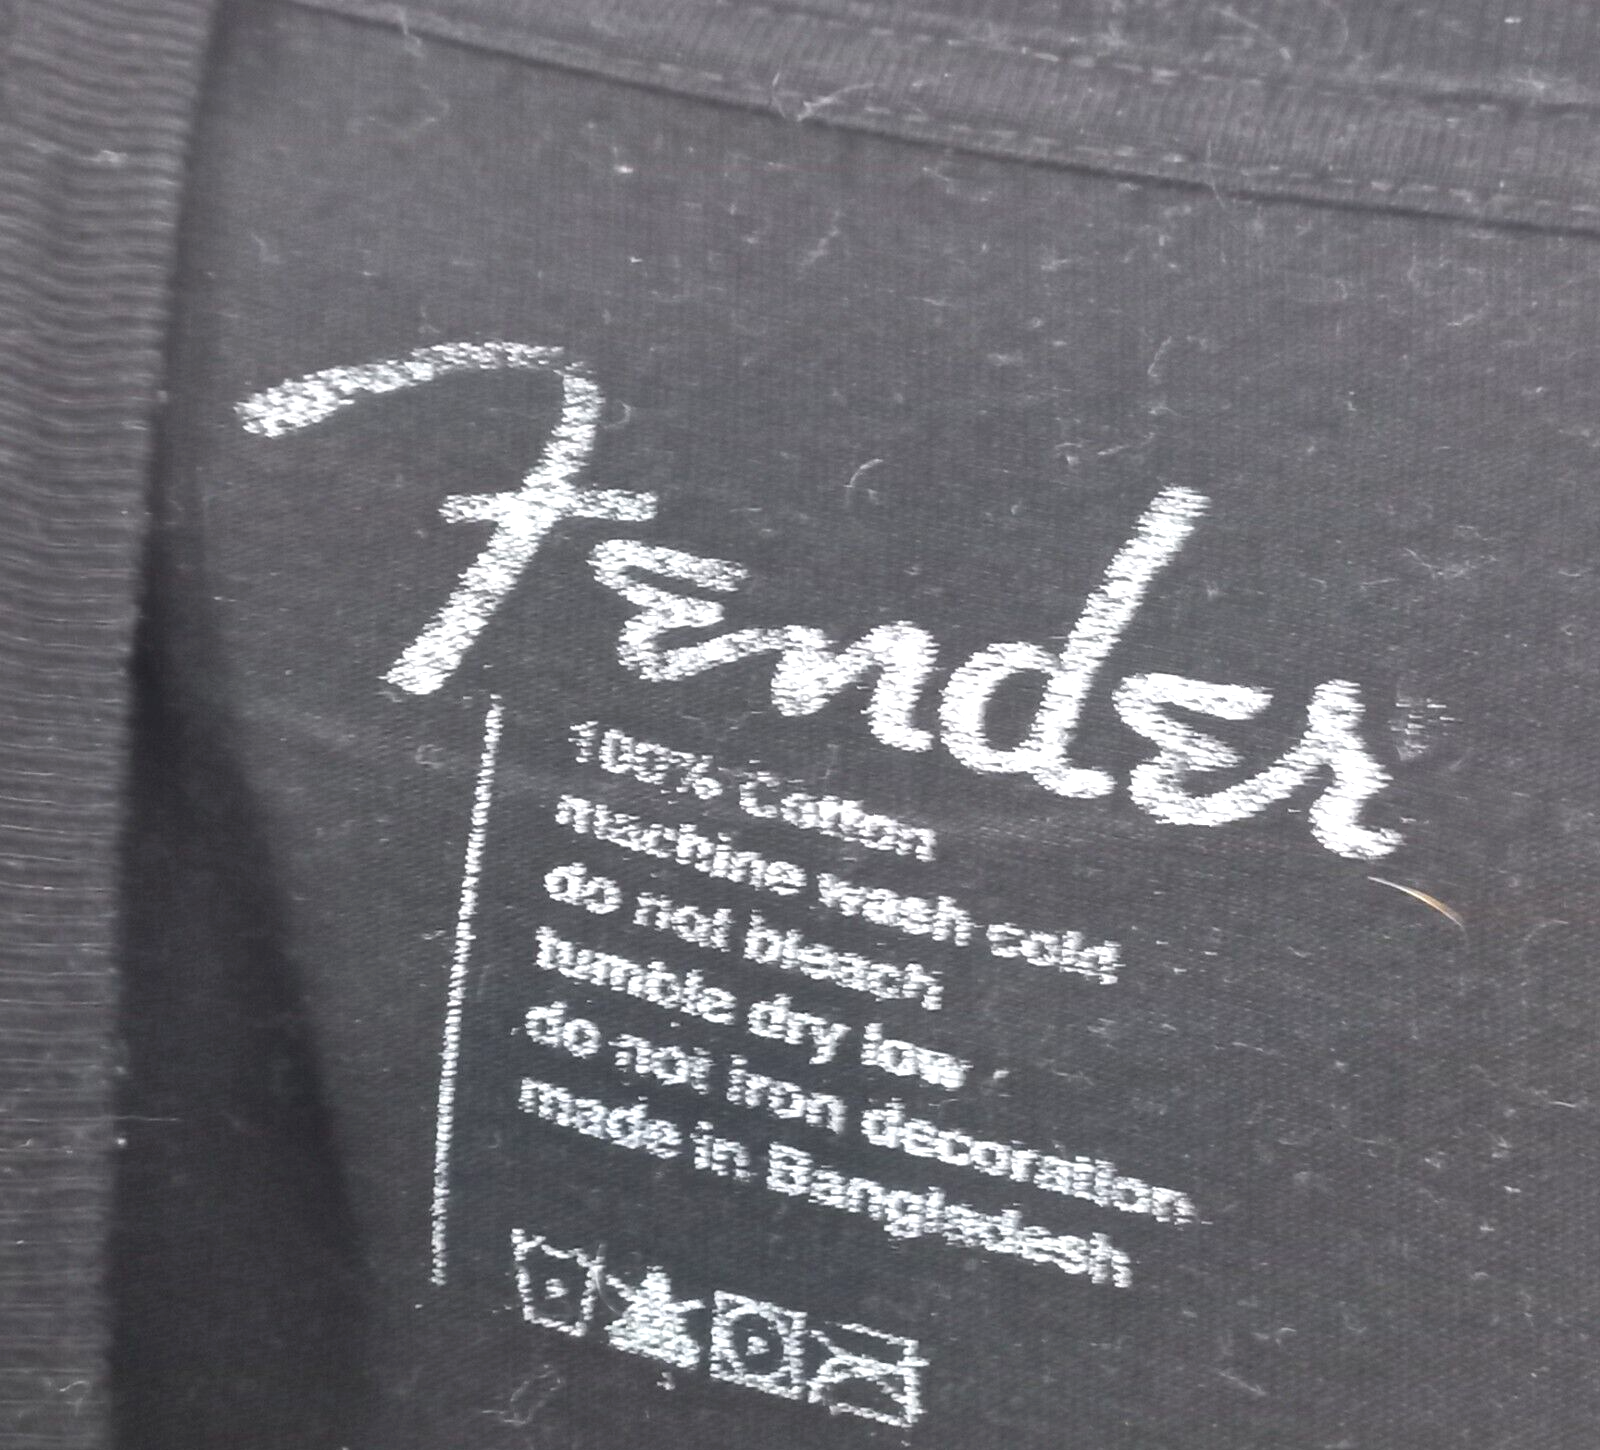 Fender
100% Cotton
machine wash cold
do not bleach
tumble dry low
do not iron decoration
made in Bangladesh